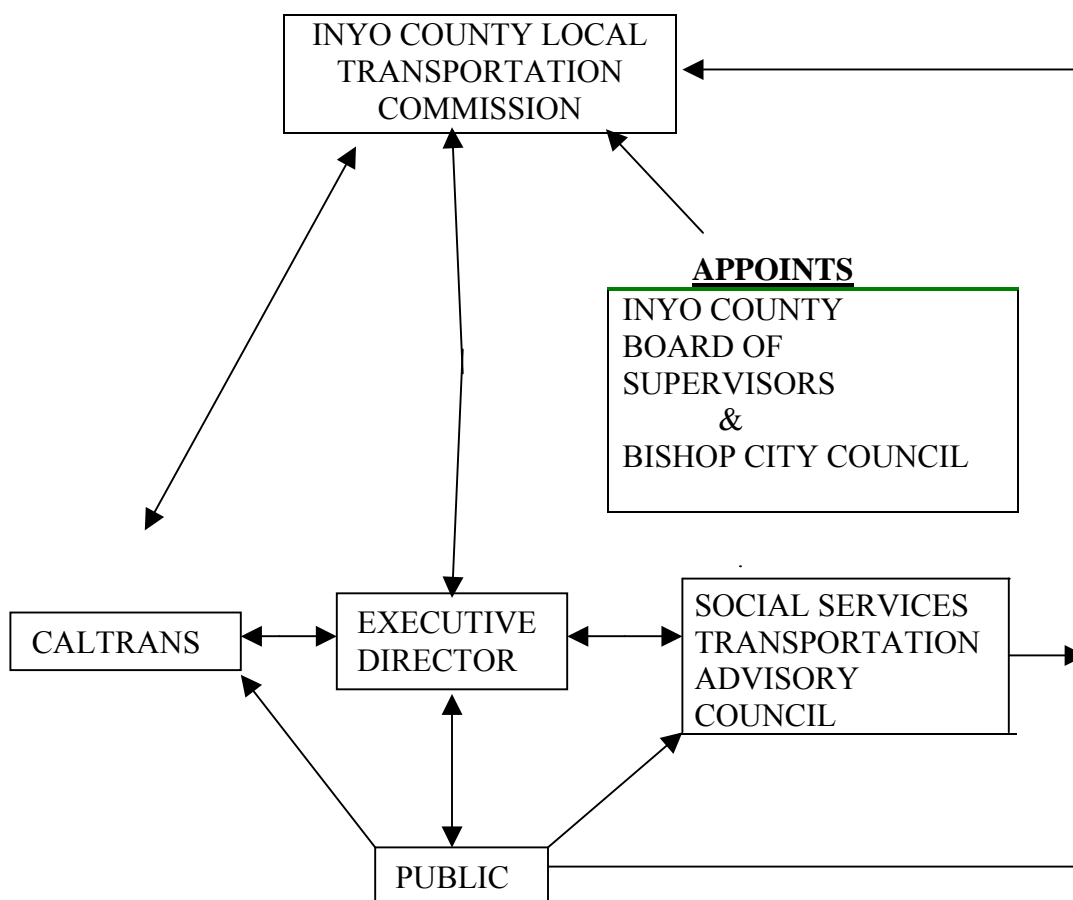 INYO COUNTY LOCAL
TRANSPORTATION
COMMISSION
APPOINTS
INYO COUNTY
BOARD OF
SUPERVISORS
&
BISHOP CITY COUNCIL
CALTRANS
EXECUTIVE
DIRECTOR
SOCIAL SERVICES
TRANSPORTATION
ADVISORY
COUNCIL
PUBLIC